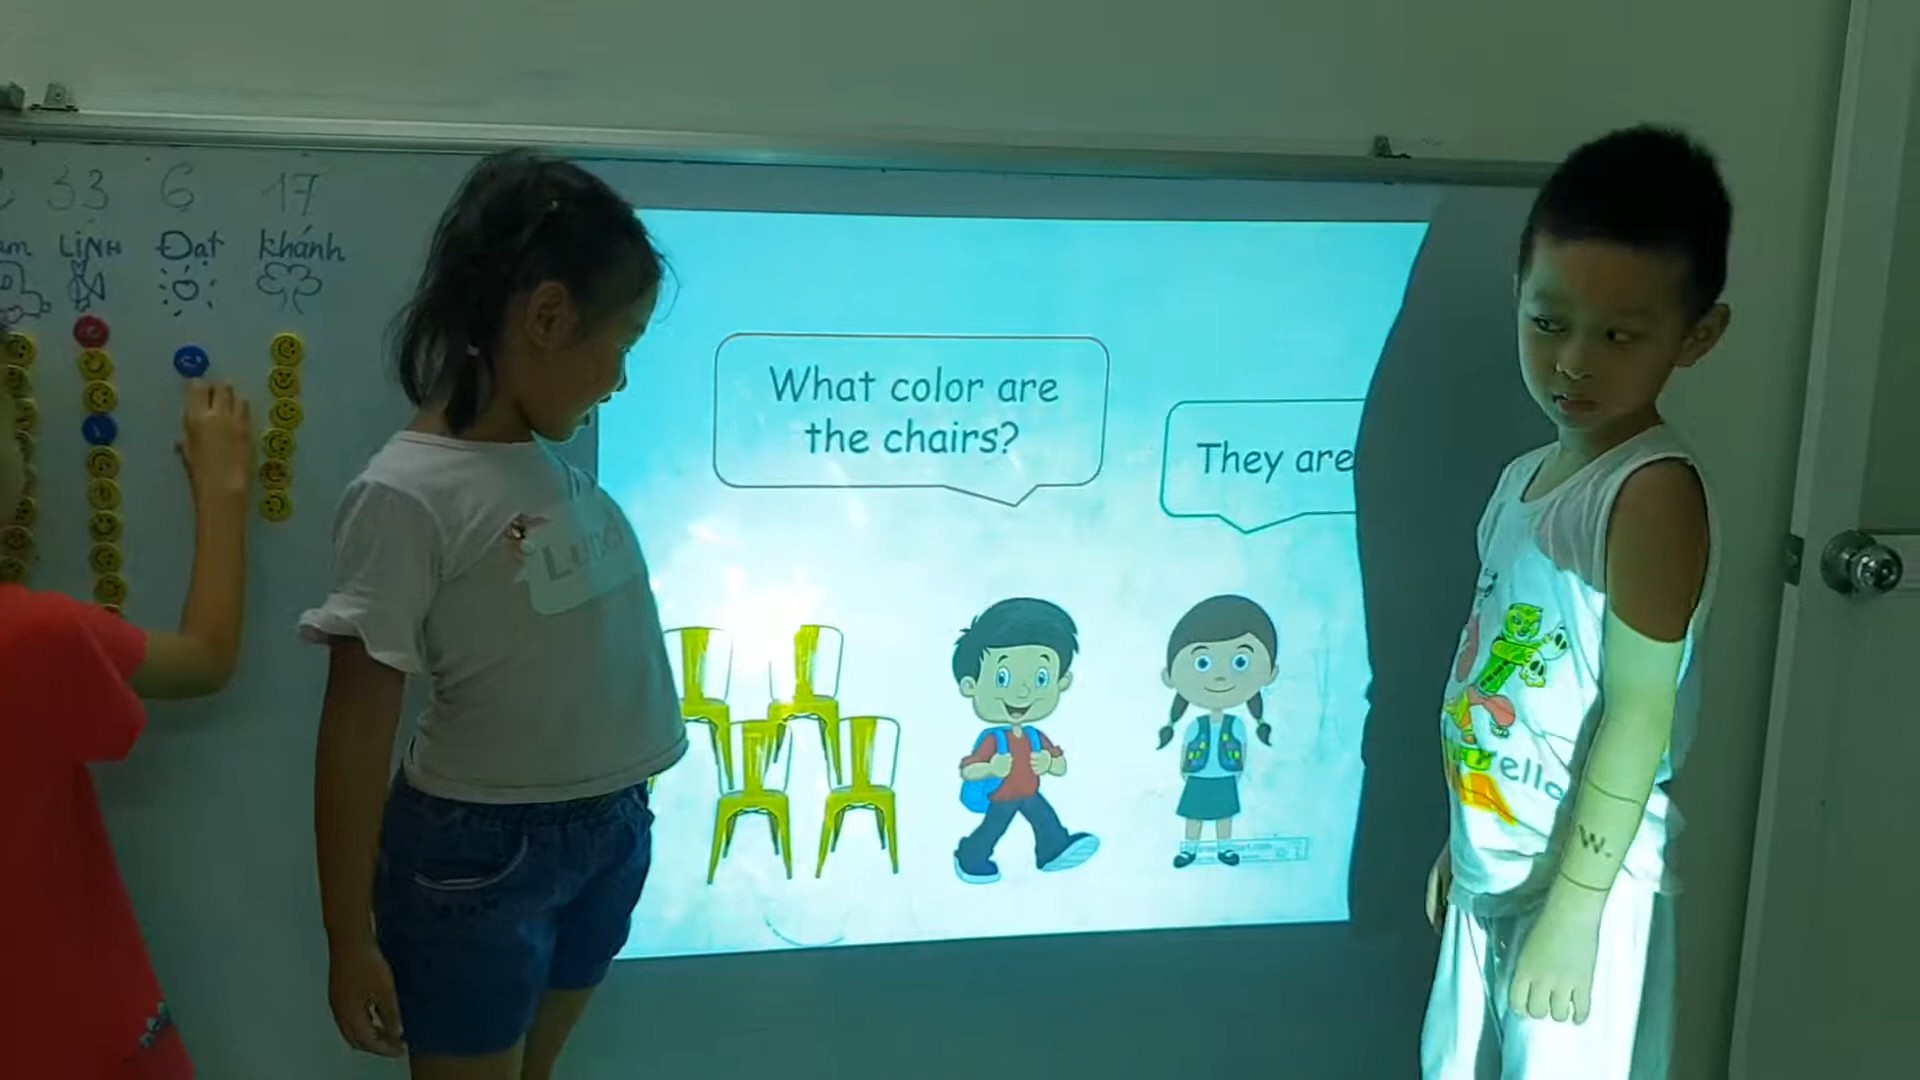 33 6 17
LINH Đạt khánh
What color are
the chairs?
They are
W.